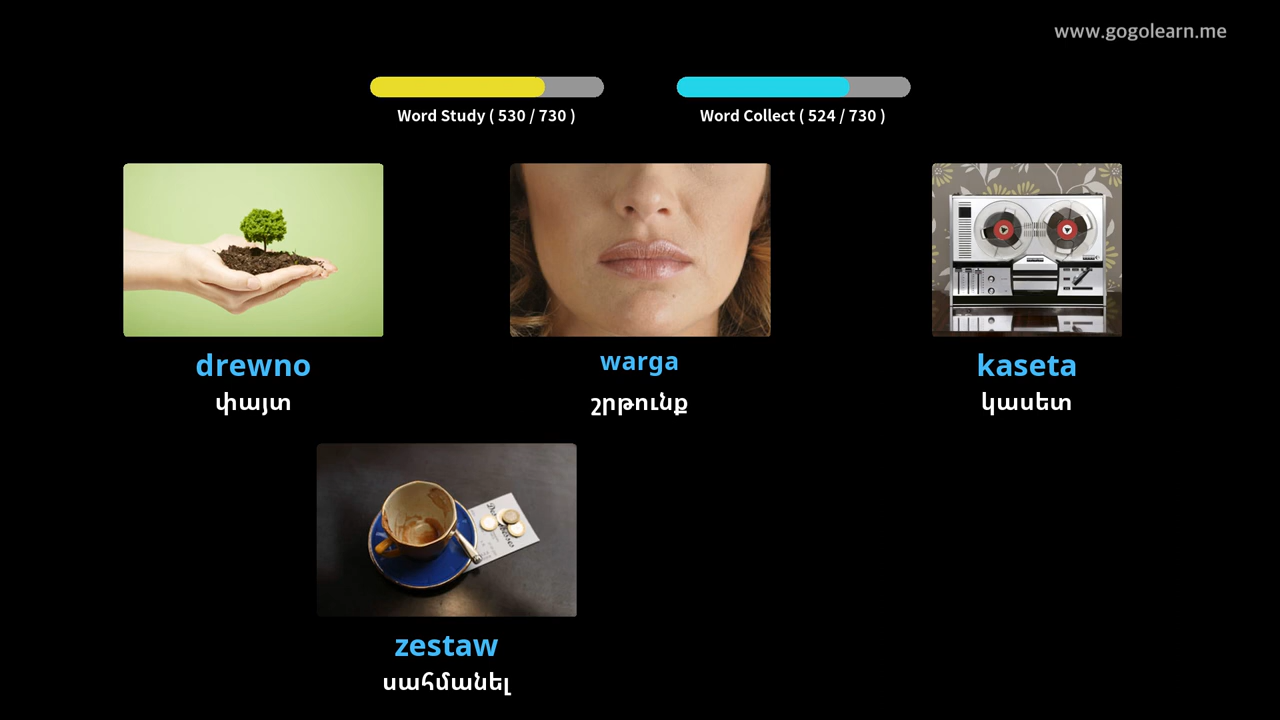 www.gogolearn.me
Word Study ( 530 / 730 )
Word Collect ( 524 / 730 )
drewno
փայտ
warga
շրթունք
kaseta
կասետ
zestaw
սահմանել